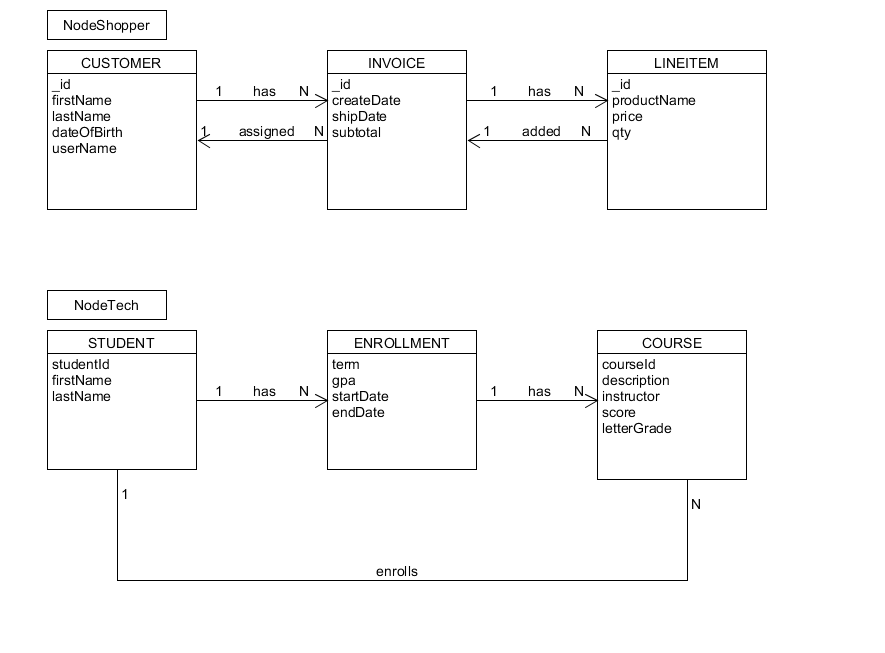 NodeShopper
CUSTOMER
_id
firstName
lastName
dateOfBirth
userName
1 has N
1 assigned N
INVOICE
_id
createDate
shipDate
subtotal
1 has N
1 added N
LINEITEM
_id
productName
price
qty
NodeTech
STUDENT
studentId
firstName
lastName
1 has N
ENROLLMENT
term
gpa
startDate
endDate
1 has N
COURSE
courseId
description
instructor
score
letterGrade
1
N
enrolls